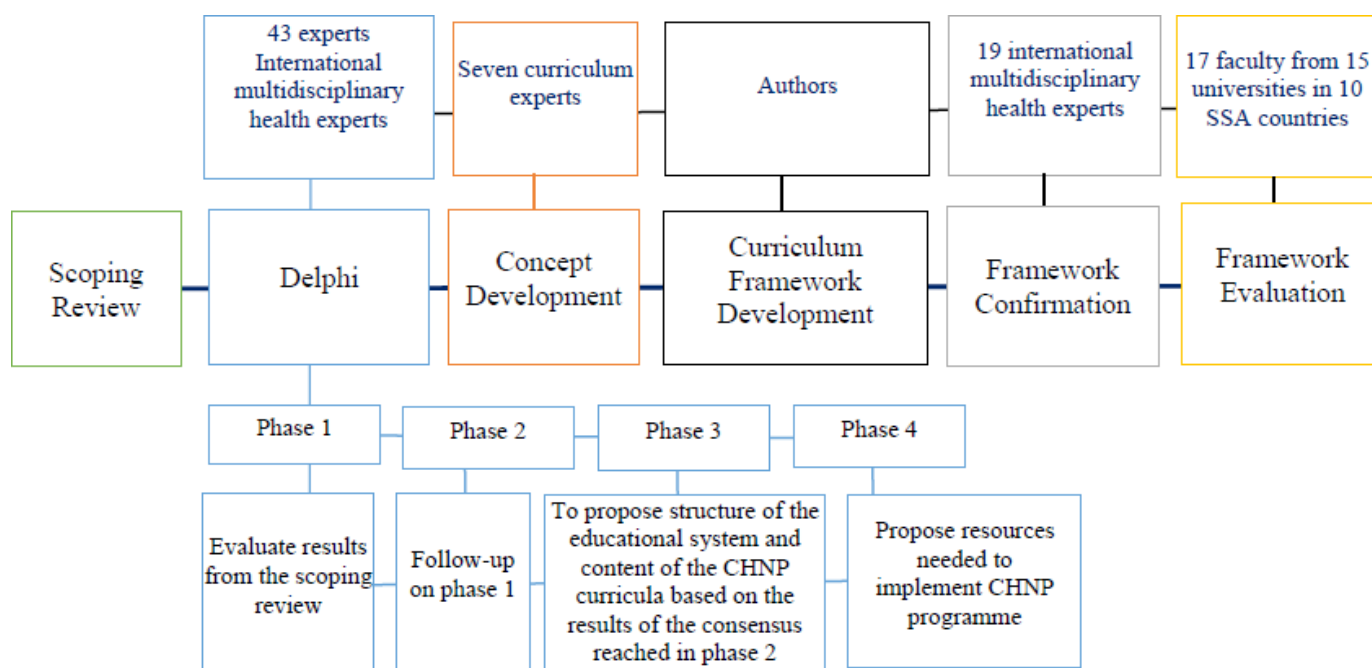 43 experts
International
multidisciplinary
health experts
Seven curriculum
experts
Authors
19 international
multidisciplinary
health experts
17 faculty from 15
universities in 10
SSA countries
Scoping
Review
Delphi
Concept
Development
Curriculum
Framework
Development
Framework
Confirmation
Framework
Evaluation
Phase 1
Phase 2
Phase 3
Phase 4
Evaluate results
from the scoping
review
Follow-up
on phase 1
To propose structure of the
educational system and
content of the CHNP
curricula based on the
results of the consensus
reached in phase 2
Propose resources
needed to
implement CHNP
programme